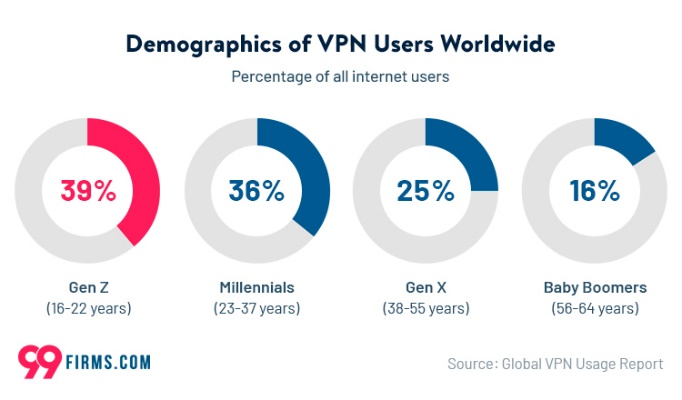 Demographics of VPN Users Worldwide
Percentage of all internet users
39%
36%
25%
16%
Gen Z
(16-22 years)
Millennials
(23-37 years)
Gen X
(38-55 years)
Baby Boomers
(56-64 years)
99FIRMS.COM
Source: Global VPN Usage Report